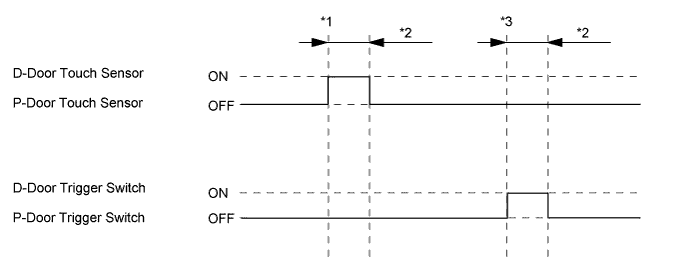 *1 *3
*2 *2
D-Door Touch Sensor ON
P-Door Touch Sensor OFF
D-Door Trigger Switch ON
P-Door Trigger Switch OFF